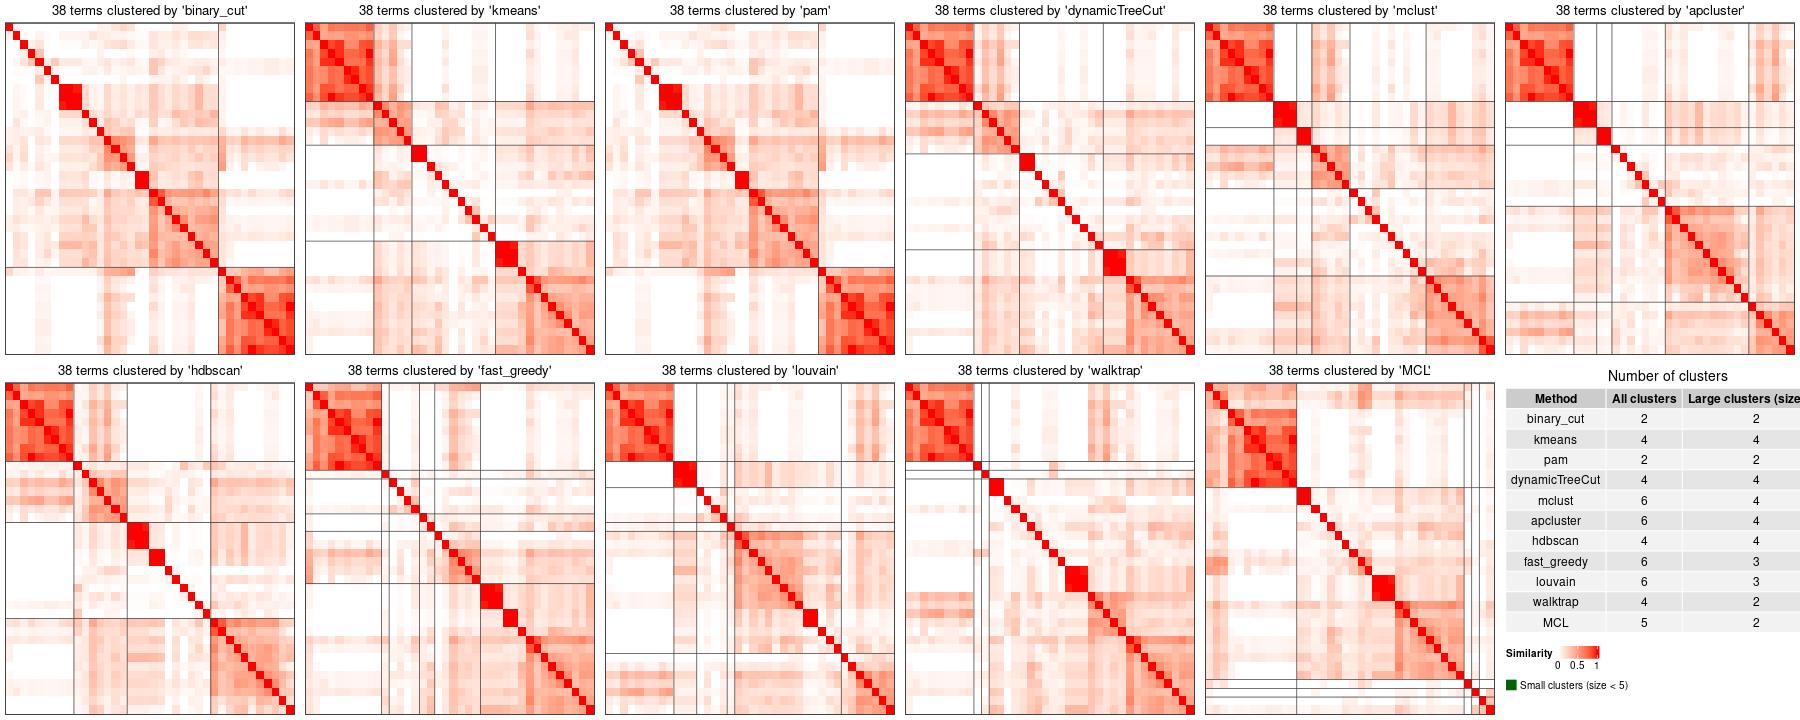 38 terms clustered by 'binary_cut'
38 terms clustered by 'kmeans'
38 terms clustered by 'pam'
38 terms clustered by 'dynamicTreeCut'
38 terms clustered by 'mclust'
38 terms clustered by 'apcluster'
38 terms clustered by 'hdbscan'
38 terms clustered by 'fast_greedy'
38 terms clustered by 'louvain'
38 terms clustered by 'walktrap'
38 terms clustered by 'MCL'
Number of clusters
Method All clusters Large clusters (size
binary_cut 2 2
kmeans 4 4
pam 2 2
dynamicTreeCut 4 4
mclust 6 4
apcluster 6 4
hdbscan 4 4
fast_greedy 6 3
louvain 6 3
walktrap 4 2
MCL 5 2
Similarity
0 0.5 1
Small clusters (size < 5)